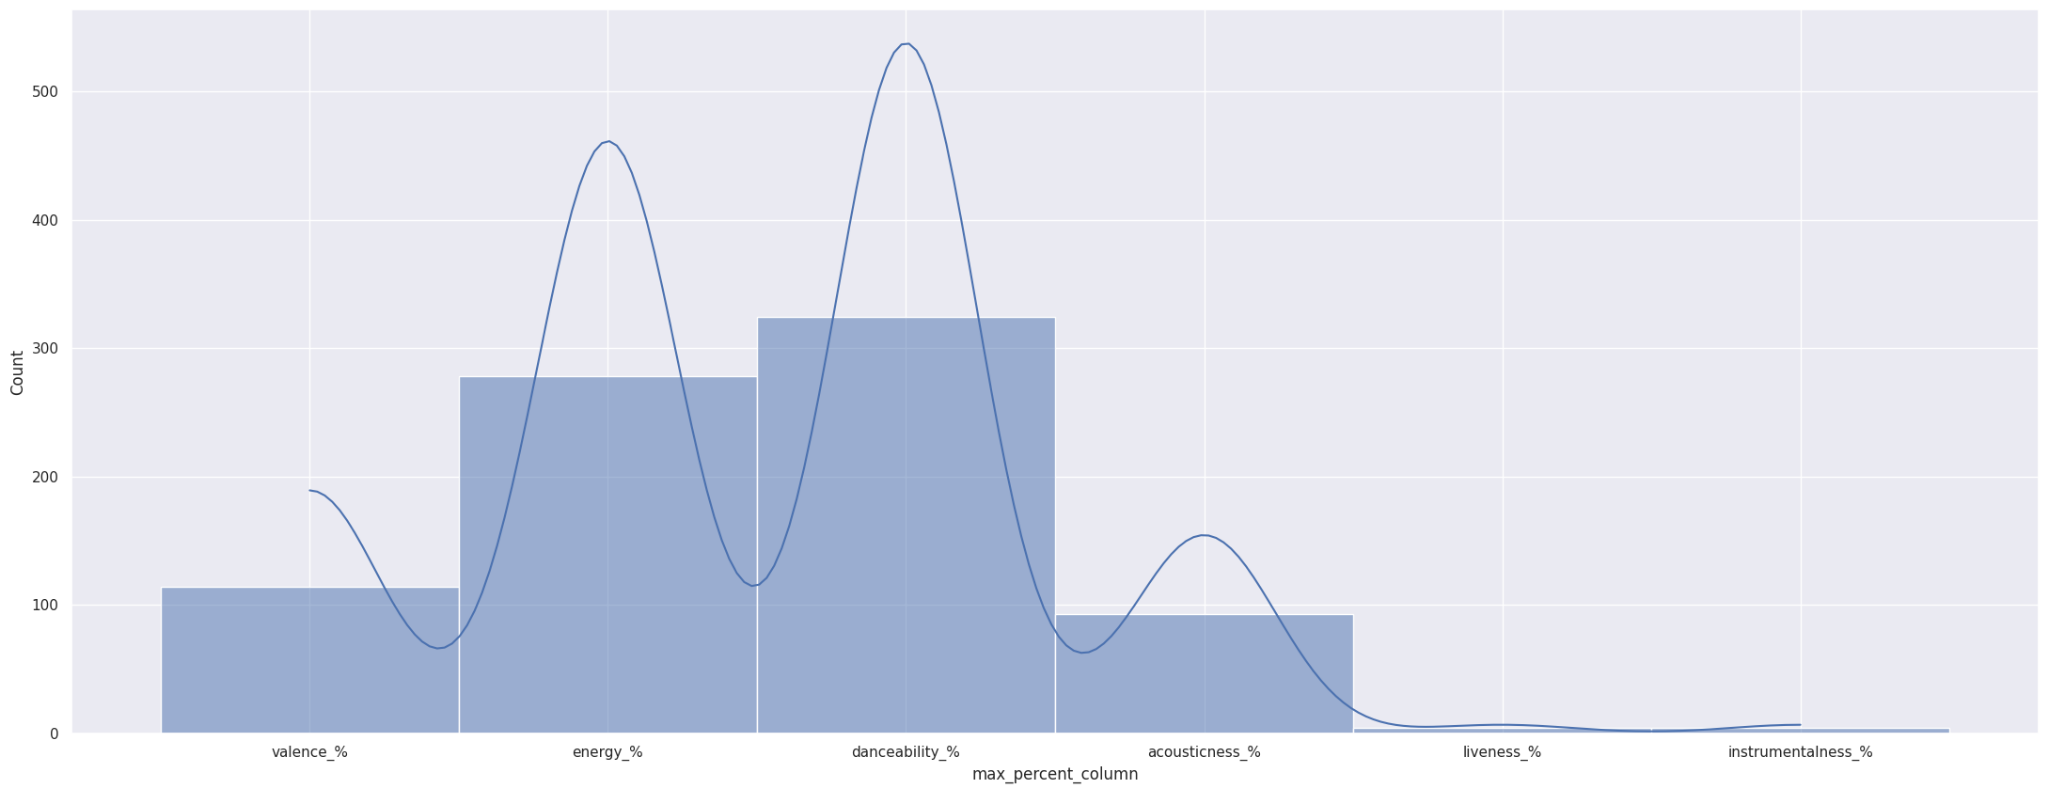 500
400
300
200
100
0
Count
valence_% energy_% danceability_% acousticness_% liveness_% instrumentalness_%
max_percent_column